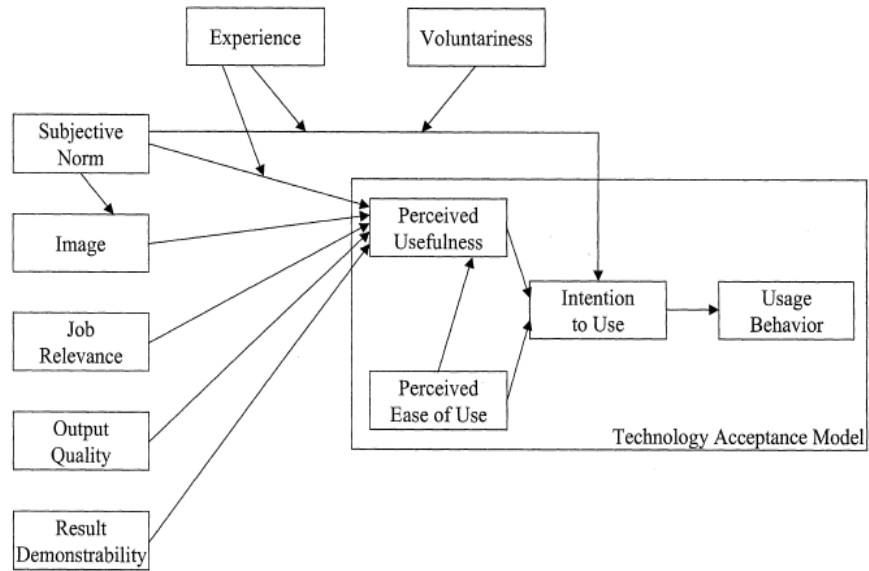 Experience
Voluntariness
Subjective
Norm
Image
Perceived
Usefulness
Job
Relevance
Intention
to Use
Usage
Behavior
Perceived
Ease of Use
Output
Quality
Technology Acceptance Model
Result
Demonstrability